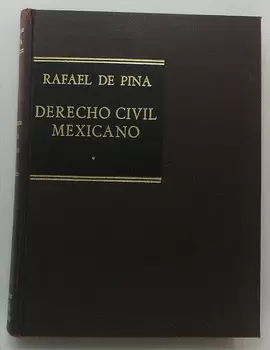 RAFAEL DE PINA
DERECHO CIVIL
MEXICANO